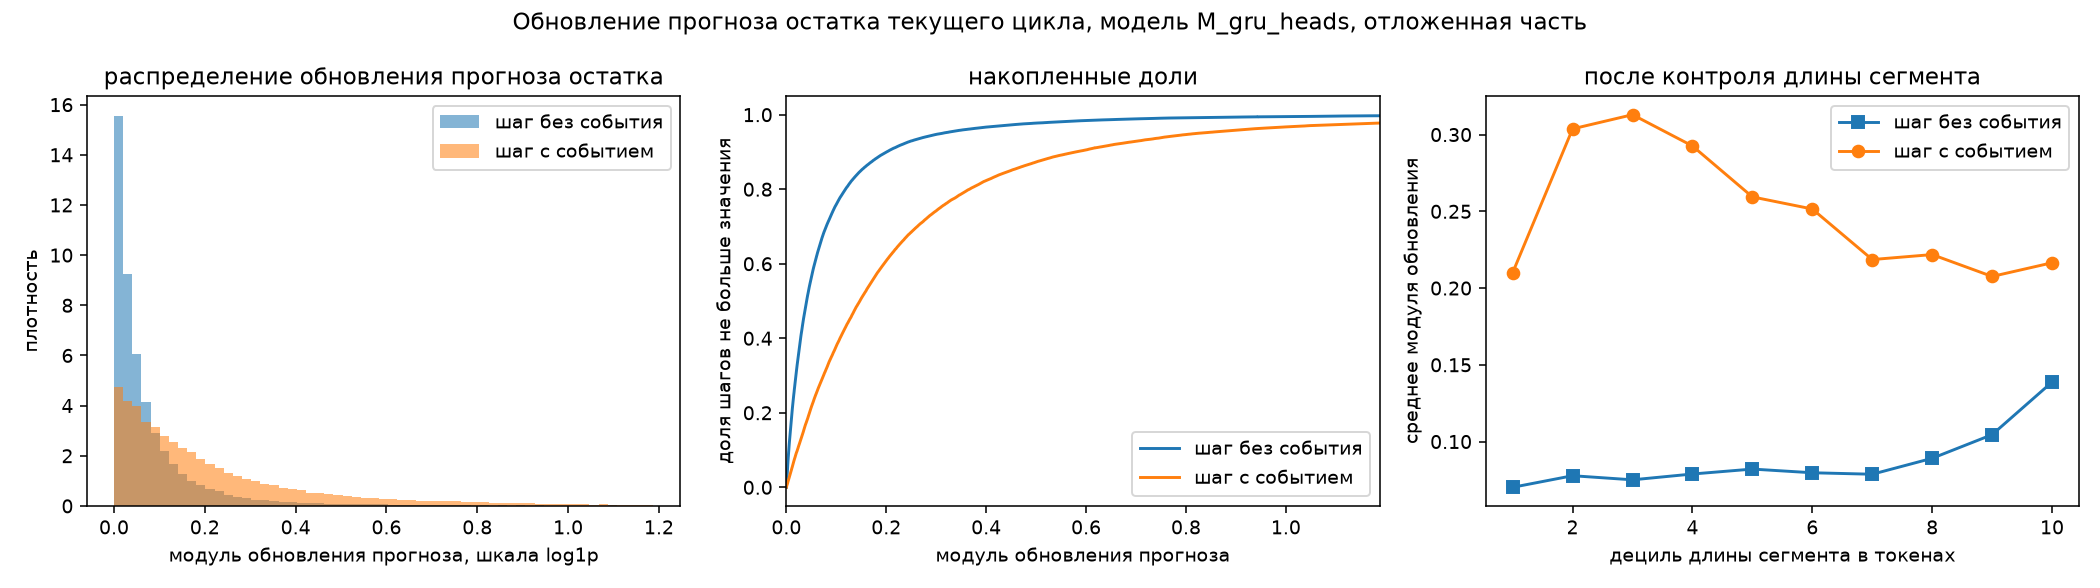 Обновление прогноза остатка текущего цикла, модель M_gru_heads, отложенная часть
распределение обновления прогноза остатка
плотность
16
14
12
10
8
6
4
2
0
шаг без события
шаг с событием
0.0 0.2 0.4 0.6 0.8 1.0 1.2
модуль обновления прогноза, шкала log1p
накопленные доли
доля шагов не больше значения
1.0
0.8
0.6
0.4
0.2
0.0
шаг без события
шаг с событием
0.0 0.2 0.4 0.6 0.8 1.0
модуль обновления прогноза
после контроля длины сегмента
среднее модуля обновления
0.30
0.25
0.20
0.15
0.10
шаг без события
шаг с событием
2 4 6 8 10
дециль длины сегмента в токенах